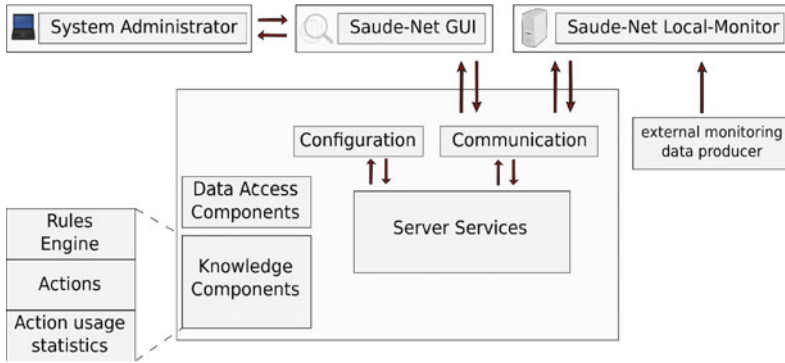 System Administrator
Saude-Net GUI
Saude-Net Local-Monitor
external monitoring
data producer
Configuration
Communication
Data Access
Components
Server Services
Knowledge
Components
Rules
Engine
Actions
Action usage
statistics